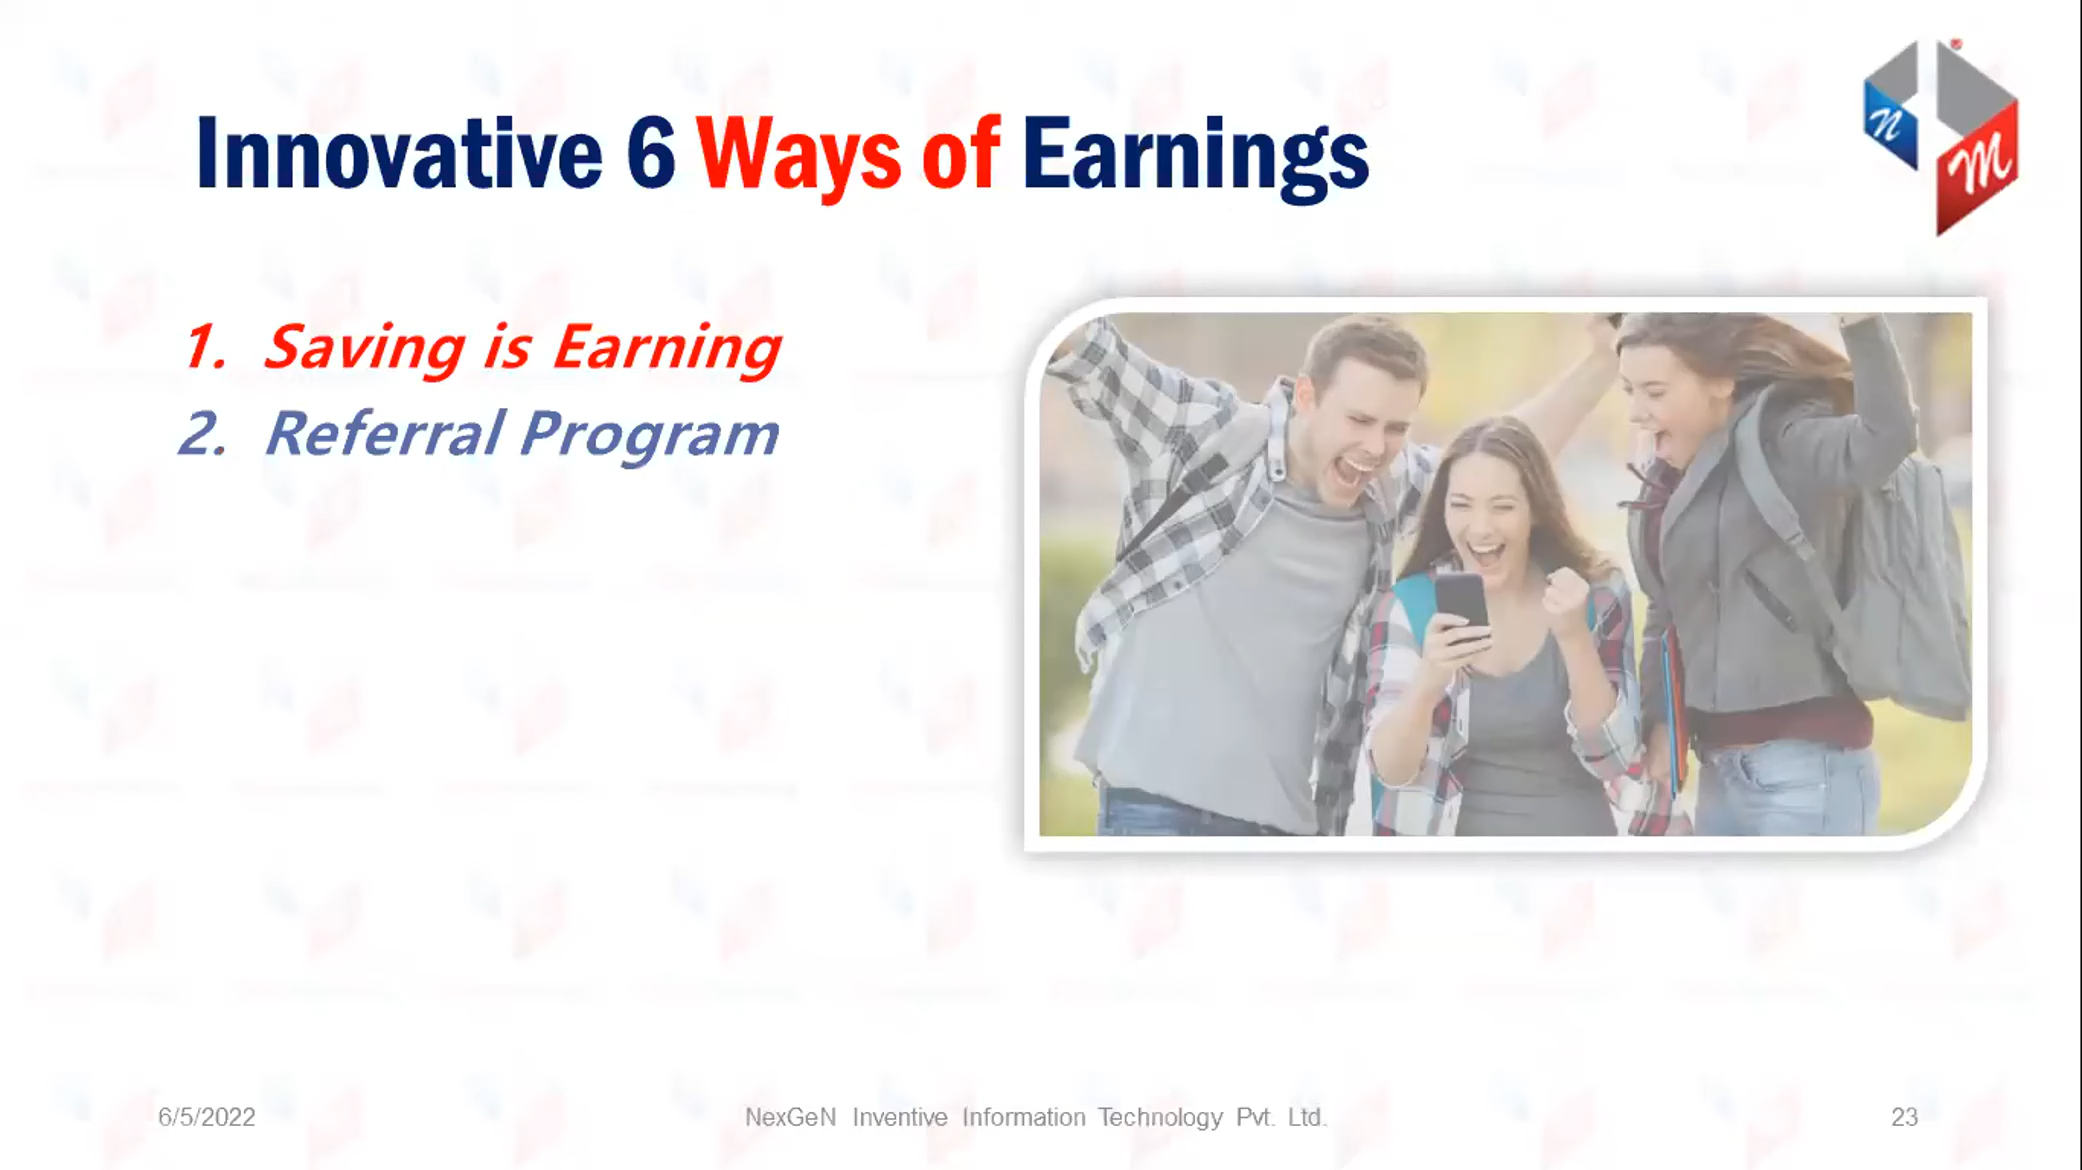 Innovative 6 Ways of Earnings
n
M
1. Saving is Earning
2. Referral Program
6/5/2022
NexGeN Inventive Information Technology Pvt. Ltd.
23